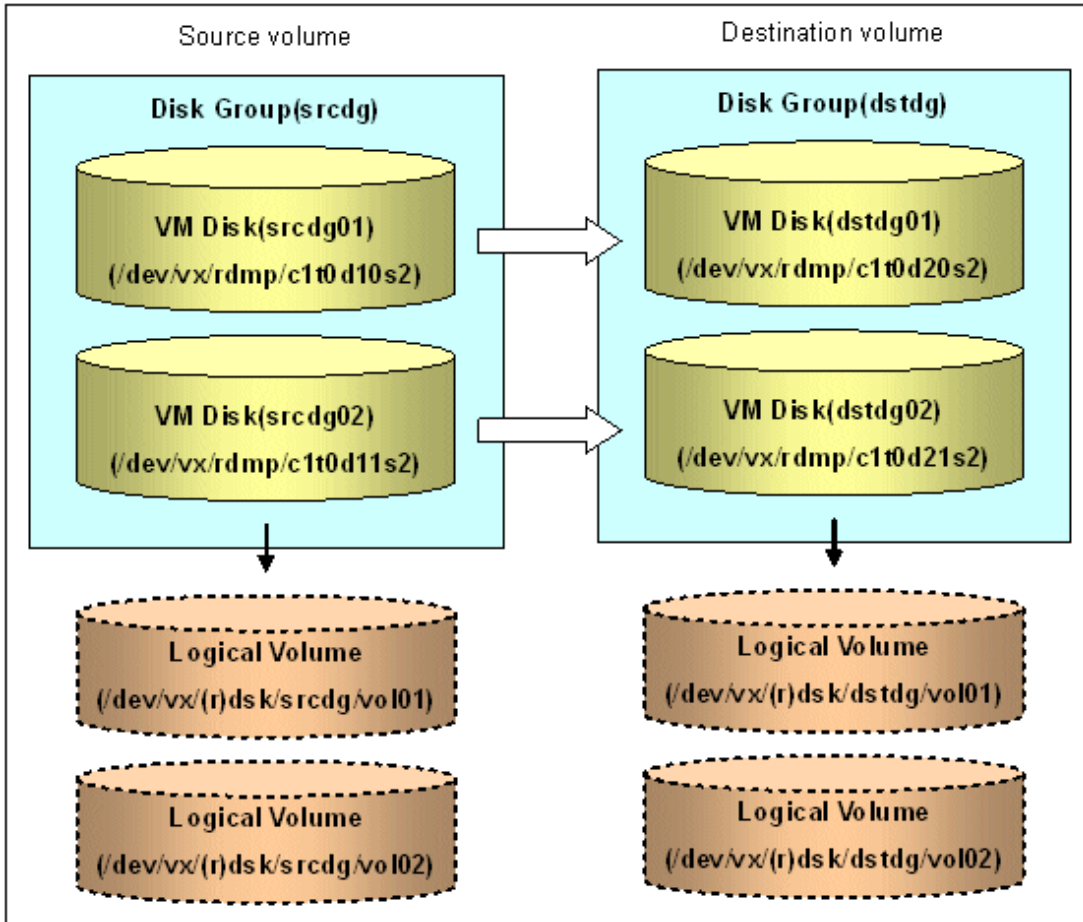 Source volume
Disk Group(srcdg)
VM Disk(srcdg01)
(/dev/vx/rdmp/c1t0d10s2)
VM Disk(srcdg02)
(/dev/vx/rdmp/c1t0d11s2)
Logical Volume
(/dev/vx/(r)dsk/srcdg/vol01)
Logical Volume
(/dev/vx/(r)dsk/srcdg/vol02)
Destination volume
Disk Group(dstdg)
VM Disk(dstdg01)
(/dev/vx/rdmp/c1t0d20s2)
VM Disk(dstdg02)
(/dev/vx/rdmp/c1t0d21s2)
Logical Volume
(/dev/vx/(r)dsk/dstdg/vol01)
Logical Volume
(/dev/vx/(r)dsk/dstdg/vol02)